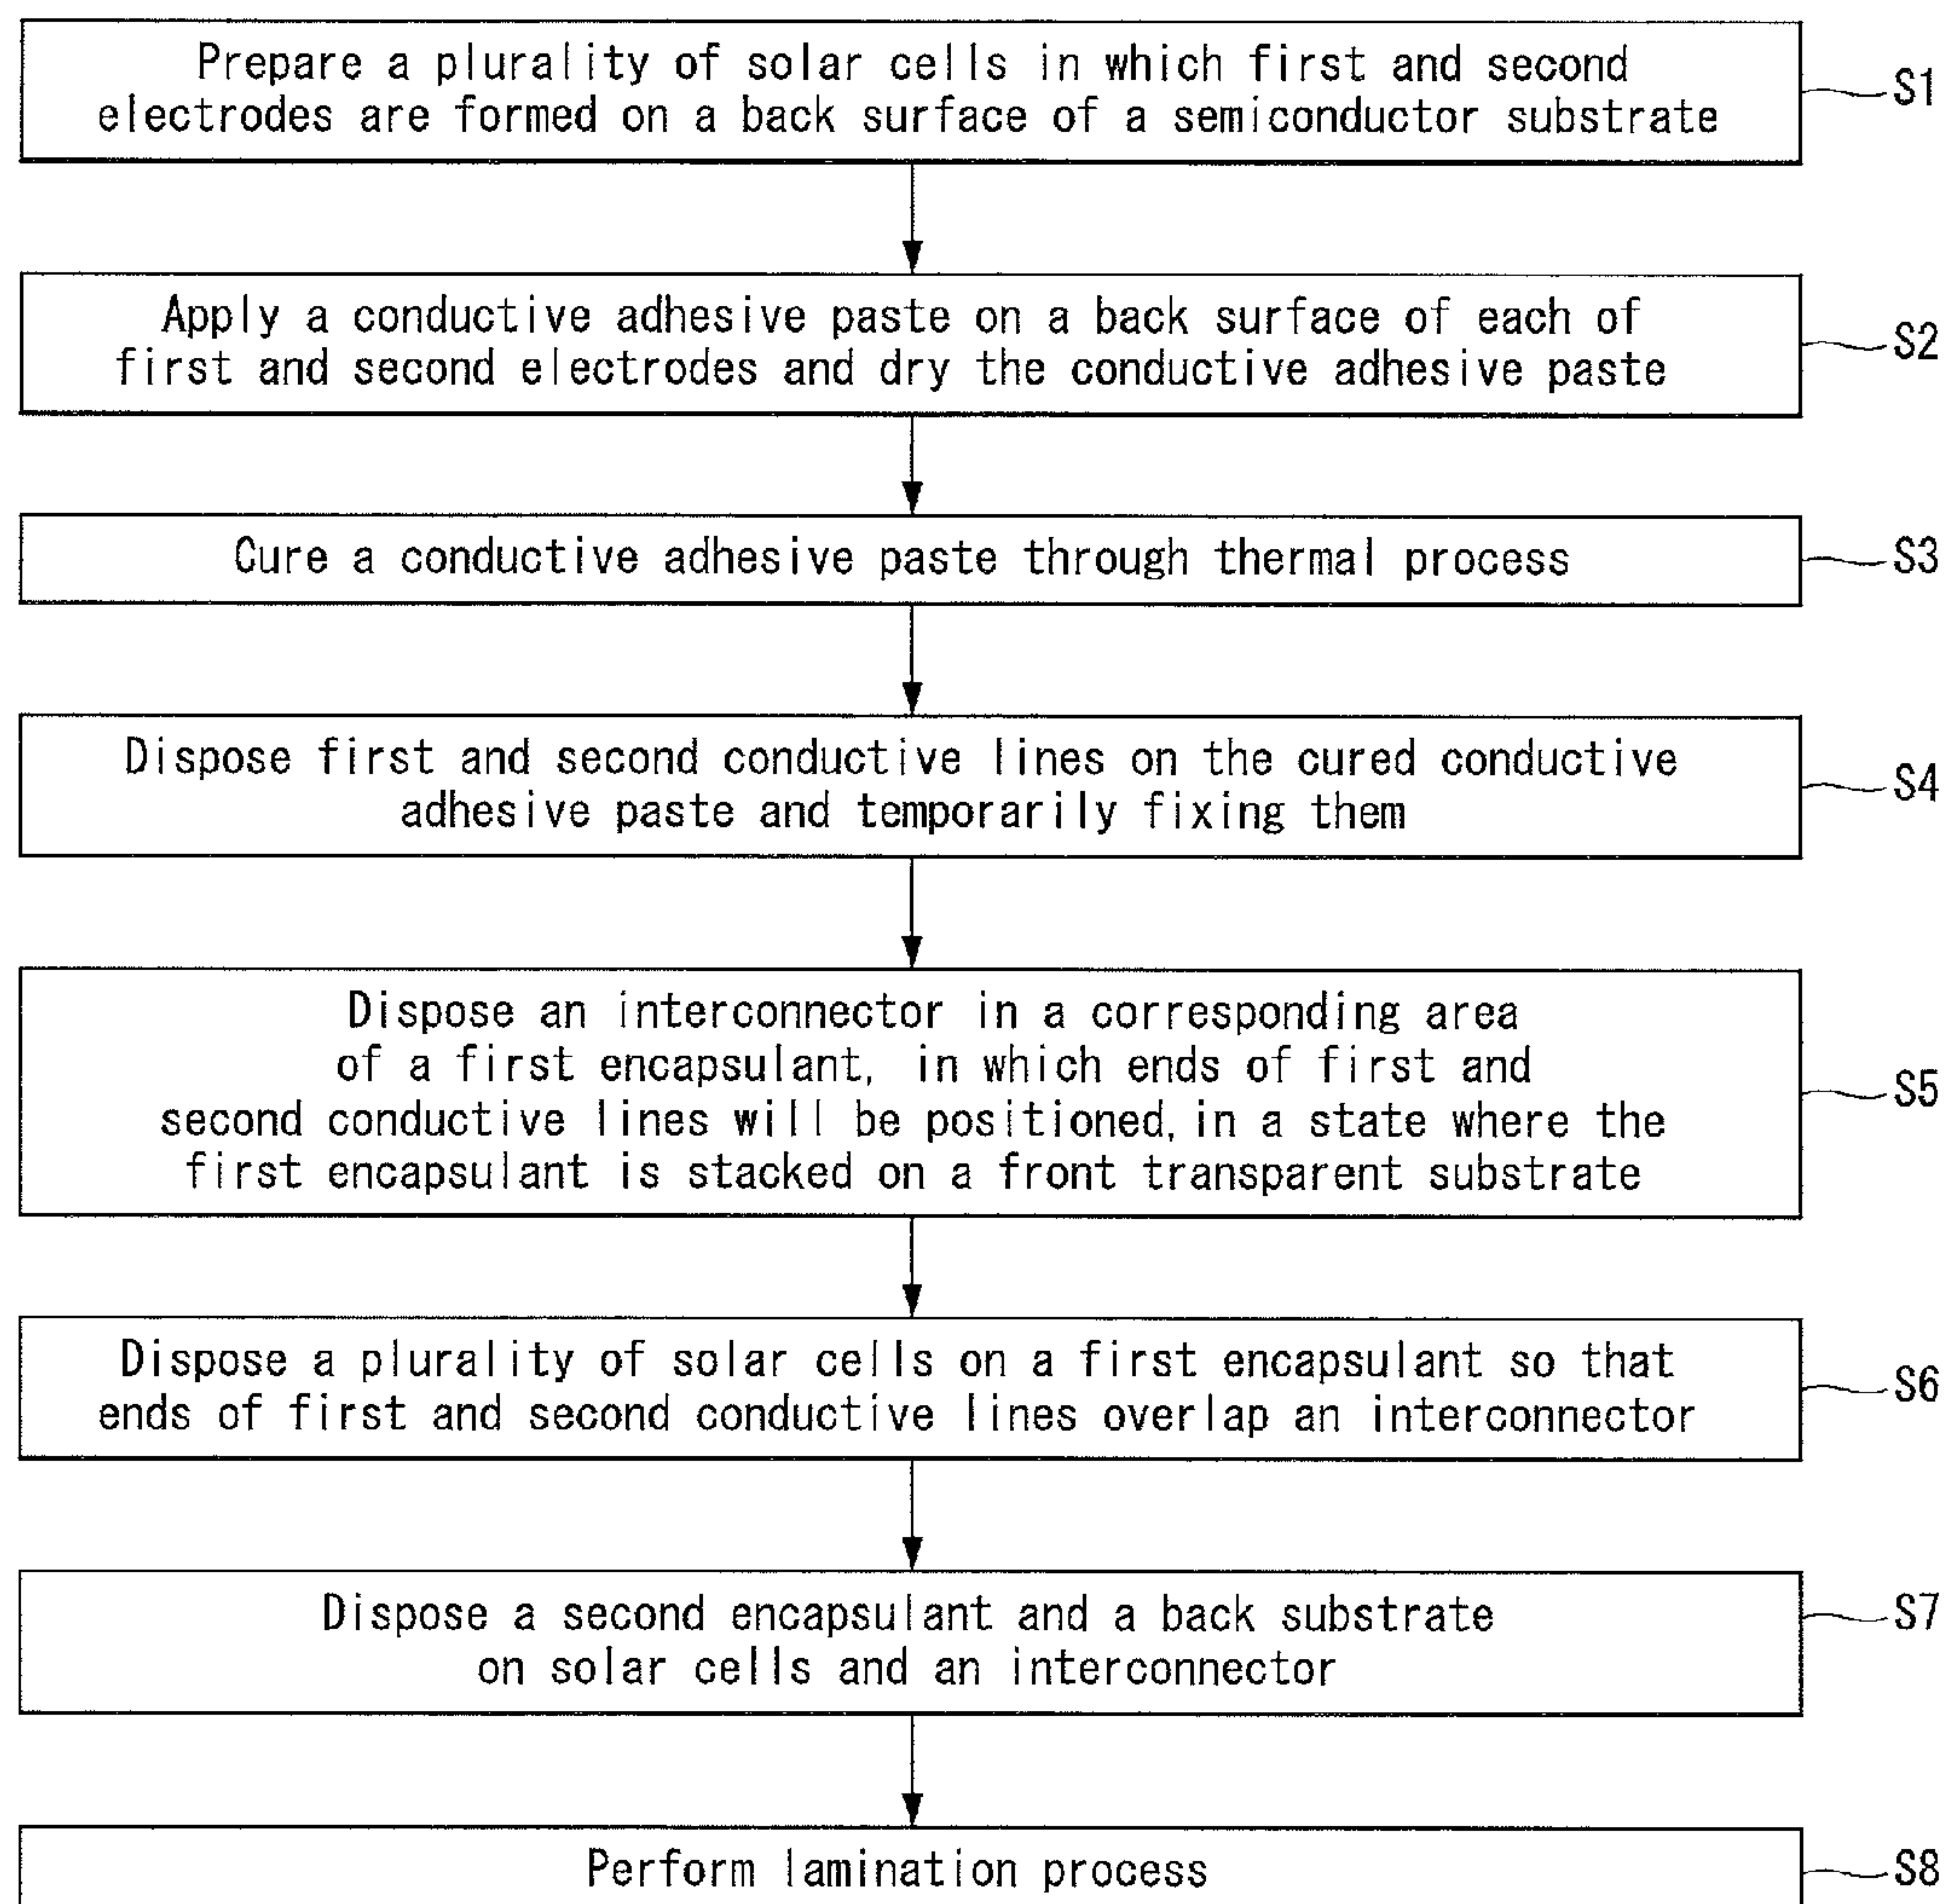 Prepare a plurality of solar cells in which first and second
electrodes are formed on a back surface of a semiconductor substrate
S1
Apply a conductive adhesive paste on a back surface of each of
first and second electrodes and dry the conductive adhesive paste
S2
Cure a conductive adhesive paste through thermal process
S3
Dispose first and second conductive lines on the cured conductive
adhesive paste and temporarily fixing them
S4
Dispose an interconnector in a corresponding area
of a first encapsulant, in which ends of first and
second conductive lines will be positioned, in a state where the
first encapsulant is stacked on a front transparent substrate
S5
Dispose a plurality of solar cells on a first encapsulant so that
ends of first and second conductive lines overlap an interconnector
S6
Dispose a second encapsulant and a back substrate
on solar cells and an interconnector
S7
Perform lamination process
S8